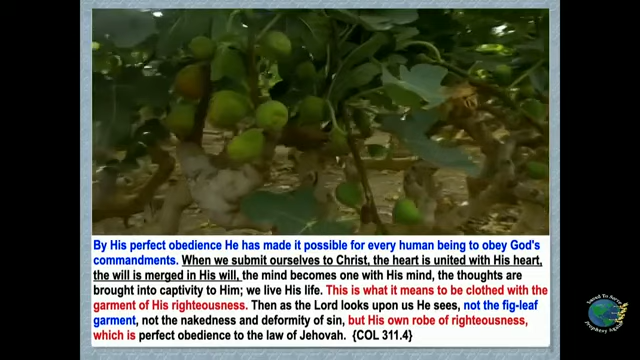 By His perfect obedience He has made it possible for every human being to obey God's
commandments. When we submit ourselves to Christ, the heart is united with His heart,
the will is merged in His will, the mind becomes one with His mind, the thoughts are
brought into captivity to Him; we live His life. This is what it means to be clothed with the
garment of His righteousness. Then as the Lord looks upon us He sees, not the fig-leaf
garment, not the nakedness and deformity of sin, but His own robe of righteousness,
which is perfect obedience to the law of Jehovah. {COL 311.4}